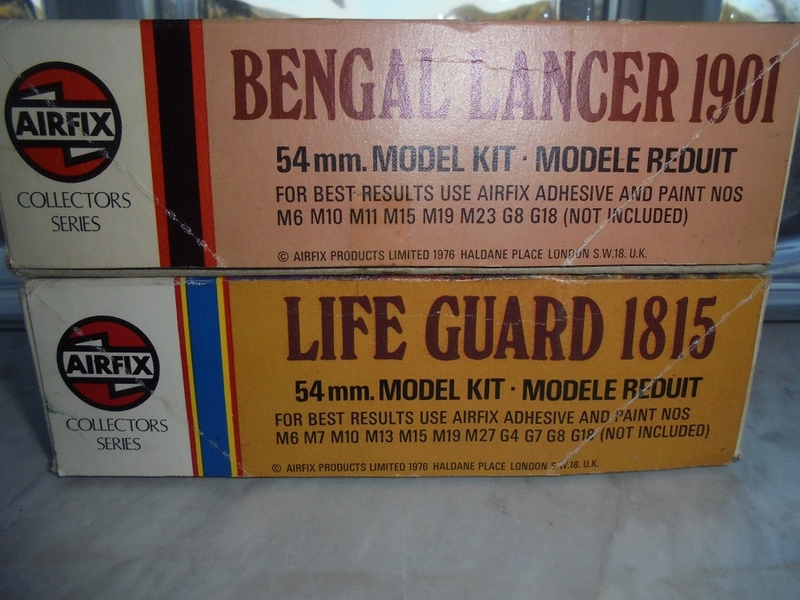 BENGAL LANCER 1901
AIRFIX
COLLECTORS
SERIES
54 mm. MODEL KIT · MODELE REDUIT
FOR BEST RESULTS USE AIRFIX ADHESIVE AND PAINT NOS
M6 M10 M11 M15 M19 M23 G8 G18 (NOT INCLUDED)
© AIRFIX PRODUCTS LIMITED 1976 HALDANE PLACE LONDON S.W.18. U.K.
LIFE GUARD 1815
AIRFIX
COLLECTORS
SERIES
54 mm. MODEL KIT · MODELE REDUIT
FOR BEST RESULTS USE AIRFIX ADHESIVE AND PAINT NOS
M6 M7 M10 M13 M15 M19 M27 G4 G7 G8 G18 (NOT INCLUDED)
© AIRFIX PRODUCTS LIMITED 1976 HALDANE PLACE LONDON S.W.18. U.K.